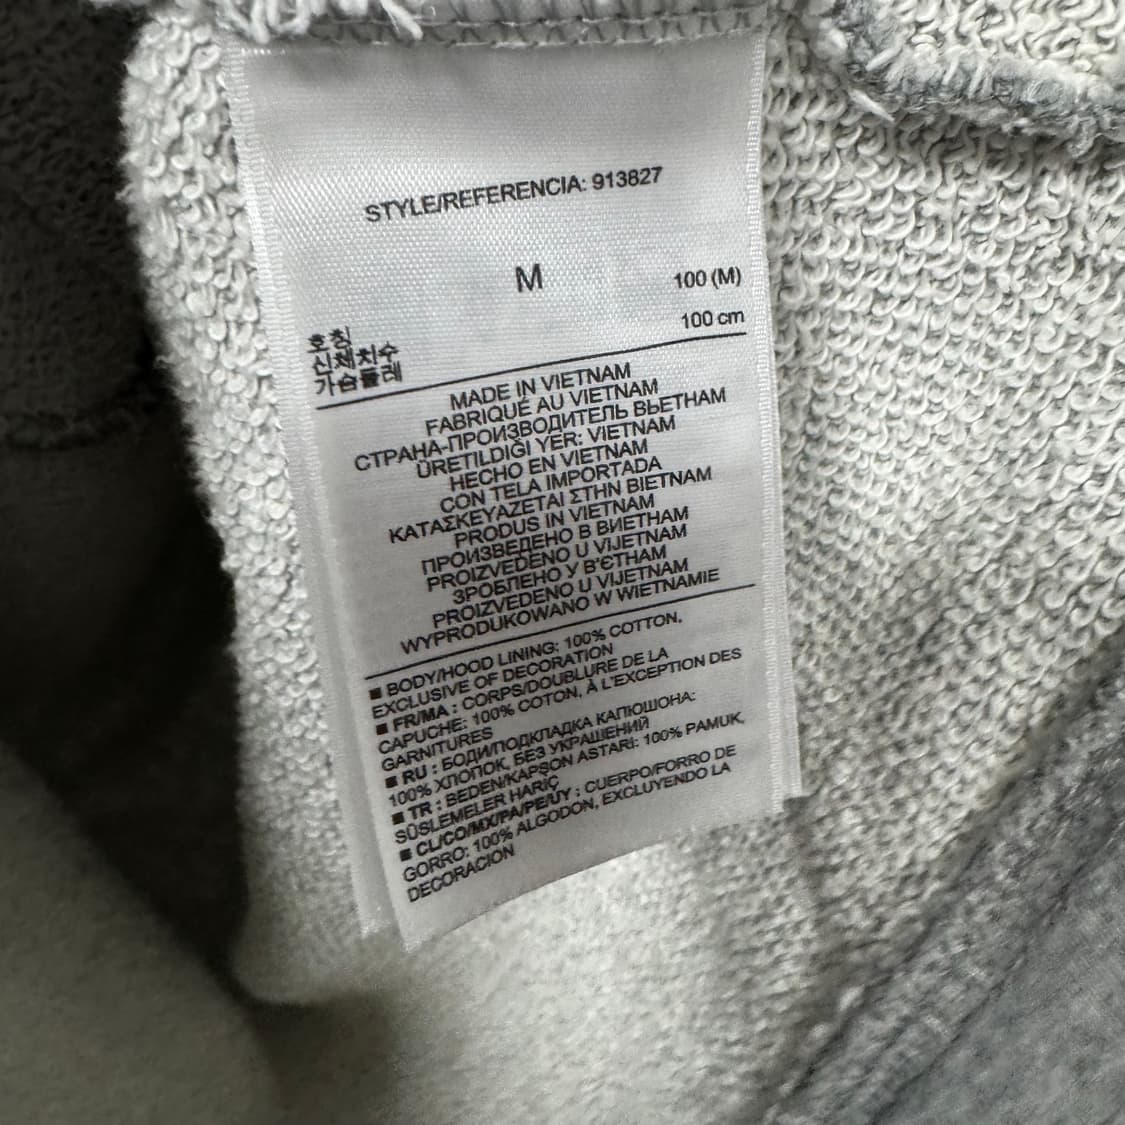 STYLE/REFERENCIA: 913827
M
호칭 100 (M)
신체치수
가슴둘레 100 cm
MADE IN VIETNAM
FABRIQUÉ AU VIETNAM
СТРАНА-ПРОИЗВОДИТЕЛЬ ВЬЕТНАМ
ÜRETILDIĞI YER: VIETNAM
HECHO EN VIETNAM
CON TELA IMPORTADA
ΚΑΤΑΣΚΕΥΑΖΕΤΑΙ ΣΤΗΝ ΒΙΕΤΝΑΜ
PRODUS IN VIETNAM
ПРОИЗВЕДЕНО В ВИЕТНАМ
PROIZVEDENO U VIJETNAM
ЗРОБЛЕНО У В'ЄТНАМ
PROIZVEDENO U VIJETNAM
WYPRODUKOWANO W WIETNAMIE
■ BODY/HOOD LINING: 100% COTTON,
EXCLUSIVE OF DECORATION
■ FR/MA : CORPS/DOUBLURE DE LA
CAPUCHE: 100% COTON, À L'EXCEPTION DES
GARNITURES
■ RU : БОДИ/ПОДКЛАДКА КАПЮШОНА:
100% ХЛОПОК, БЕЗ УКРАШЕНИЙ
■ TR : BEDEN/KAPŞON ASTARI: 100% PAMUK,
SÜSLEMELER HARİÇ
■ CL/CO/MX/PA/PE/UY : CUERPO/FORRO DE
GORRO: 100% ALGODON, EXCLUYENDO LA
DECORACION